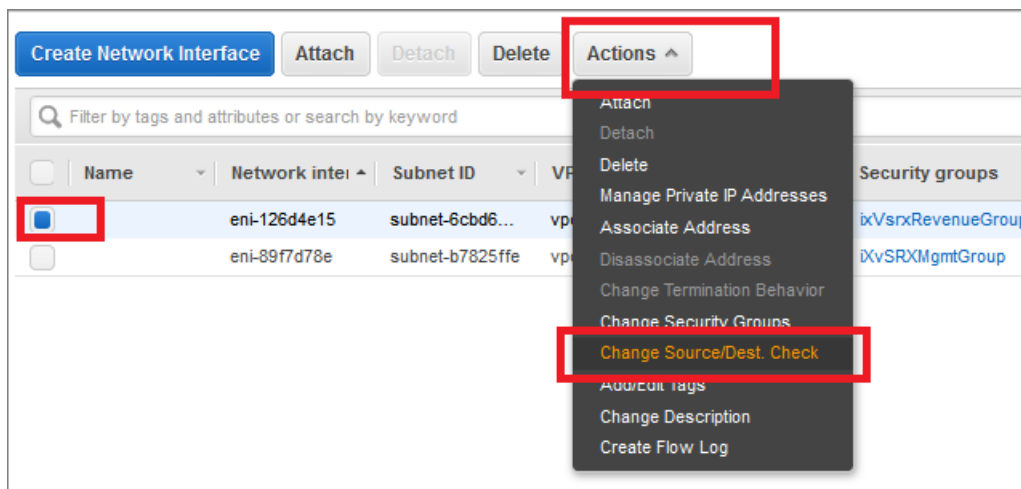 Create Network Interface Attach Detach Delete Actions
Filter by tags and attributes or search by keyword
Name Network inter Subnet ID Security groups
eni-126d4e15 subnet-6cbd6... ixVsrxRevenueGroup
eni-89f7d78e subnet-b7825ffe iXvSRXMgmtGroup
Attach
Detach
Delete
Manage Private IP Addresses
Associate Address
Disassociate Address
Change Termination Behavior
Change Security Groups
Change Source/Dest. Check
Add/Edit Tags
Change Description
Create Flow Log